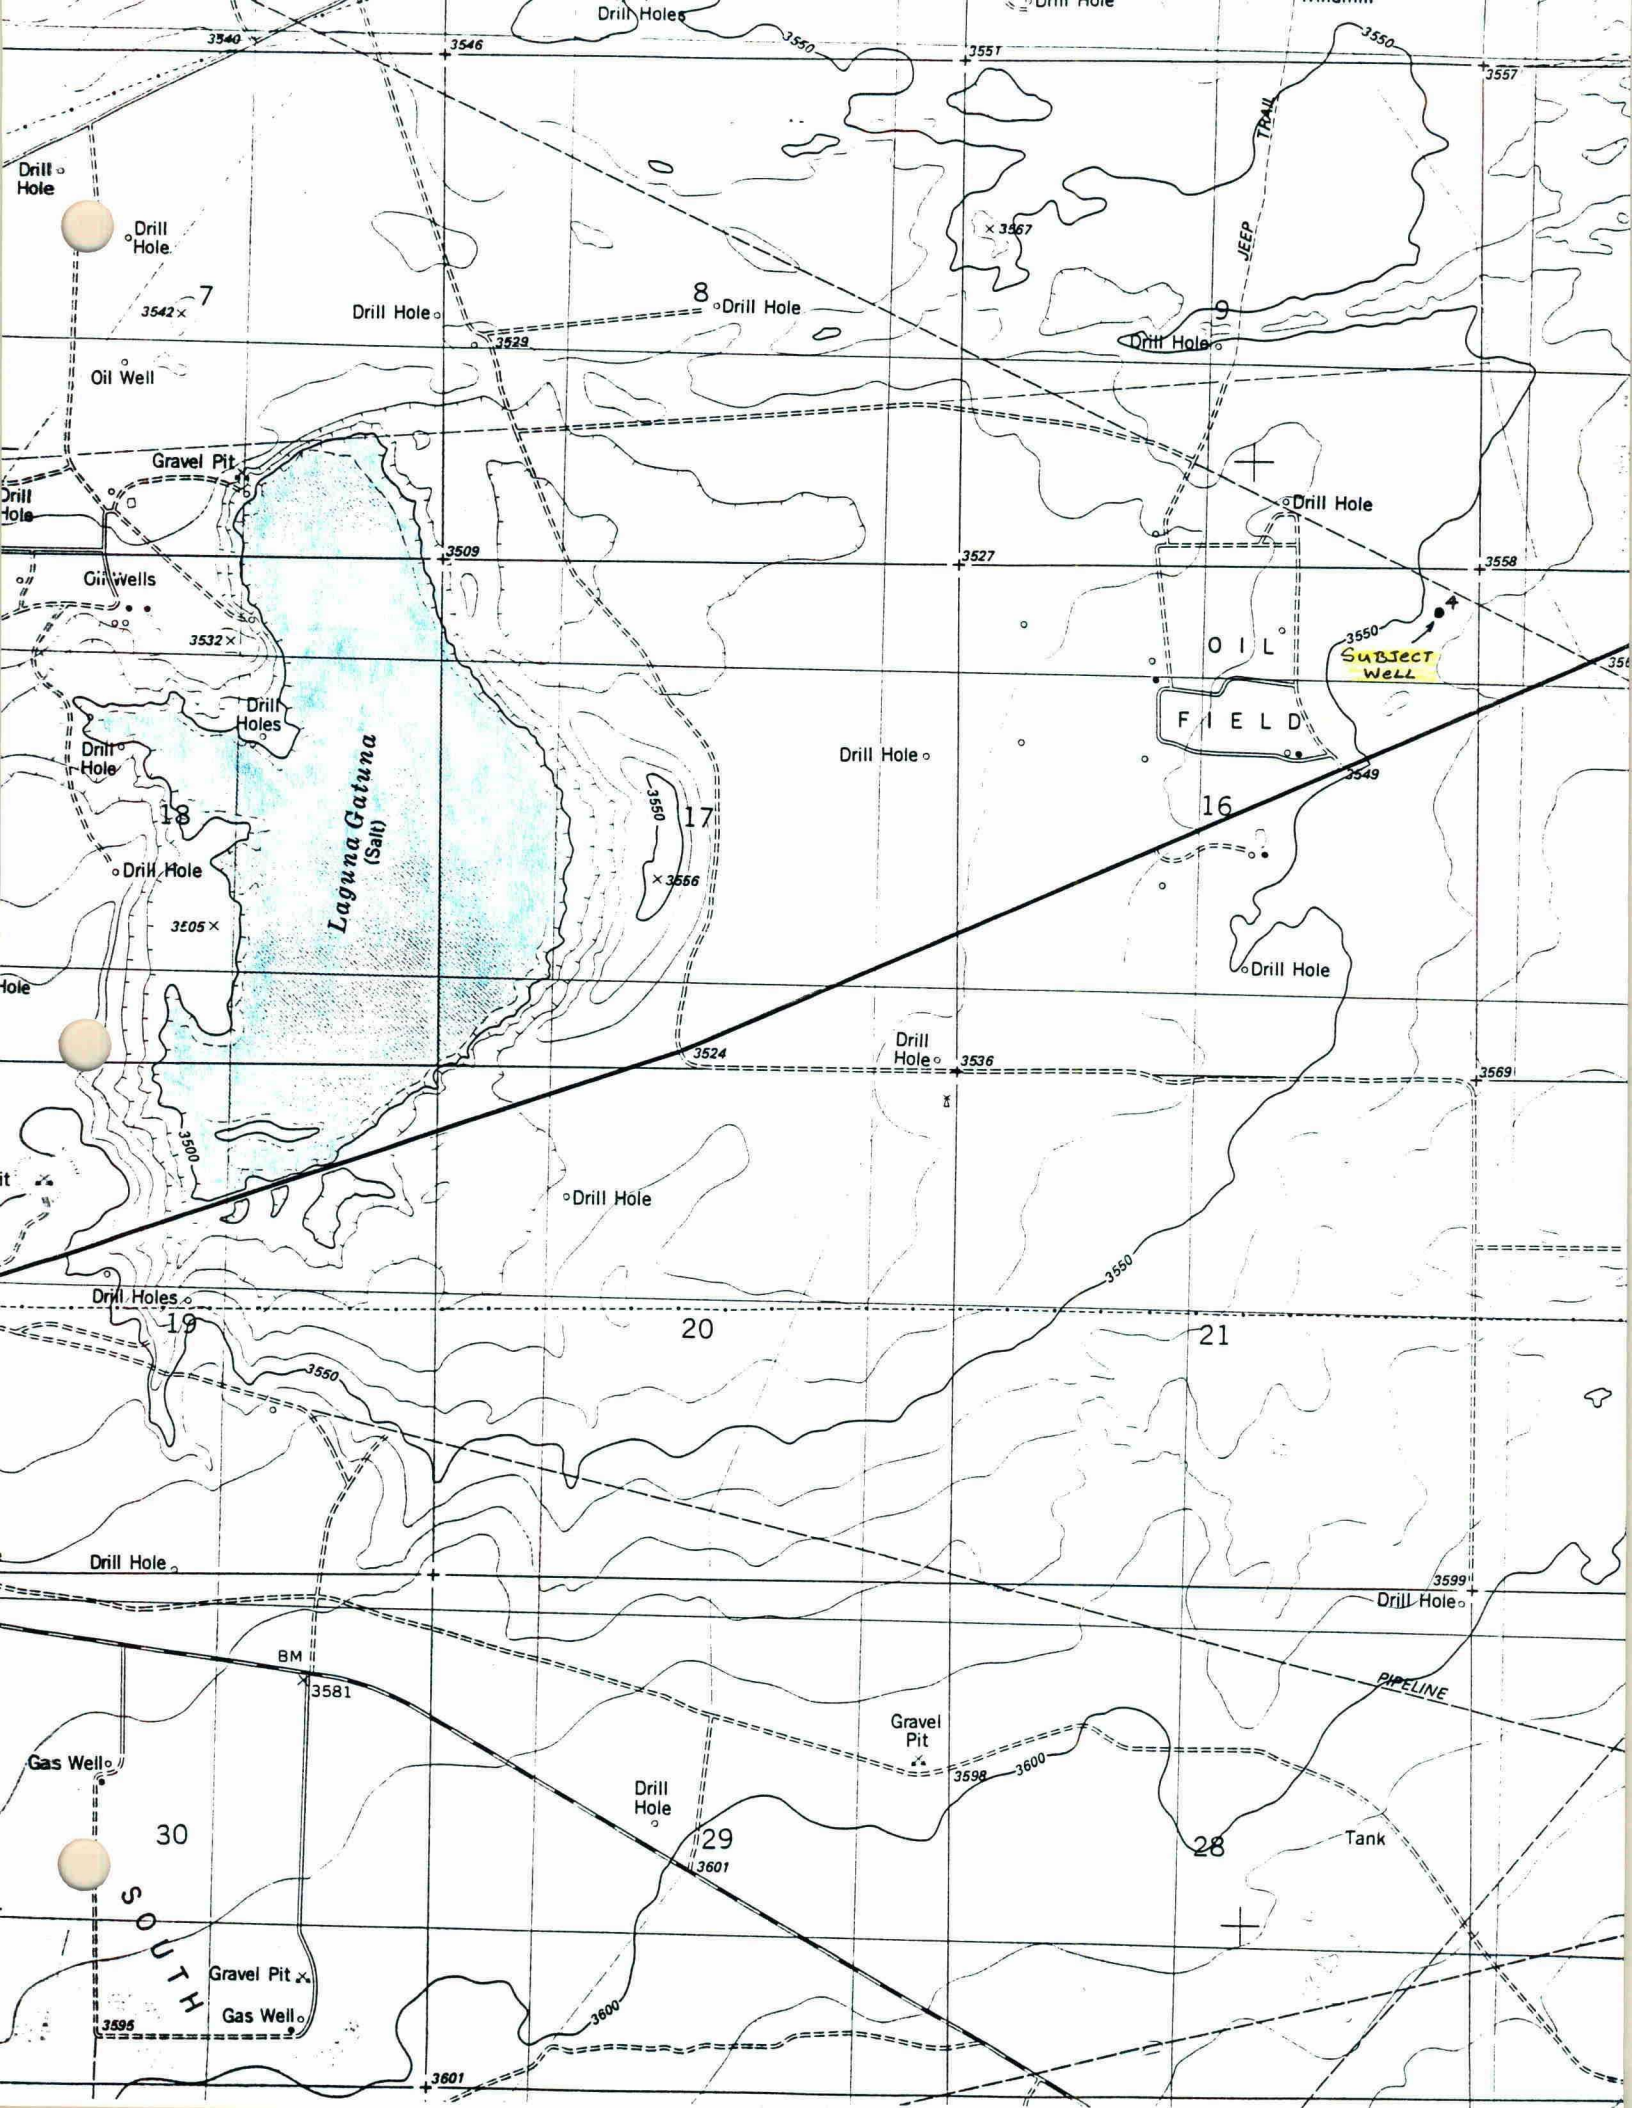 Drill Holes
Drill Hole
3540
3546
3550
3551
3550
3557
TRAIL
JEEP
Drill
Hole
Drill
Hole
3567
7
3542
Drill Hole
8
Drill Hole
9
3529
Drill Hole
Oil Well
Gravel Pit
Drill
Hole
Drill Hole
3509
3527
3558
Oil Wells
4
3532
3550
OIL
SUBJECT
WELL
Drill
Holes
FIELD
Drill
Hole
Drill Hole
3549
Laguna Gatuna
(Salt)
3550
17
16
18
Drill Hole
3556
3505
Drill Hole
Hole
3524
Drill
Hole
3536
3569
3500
Drill Hole
3550
Drill Holes
19
20
21
3550
Drill Hole
3599
Drill Hole
BM
3581
PIPELINE
Gravel
Pit
Gas Well
3598
3600
Drill
Hole
30
29
28
Tank
3601
SOUTH
Gravel Pit
Gas Well
3595
3600
3601